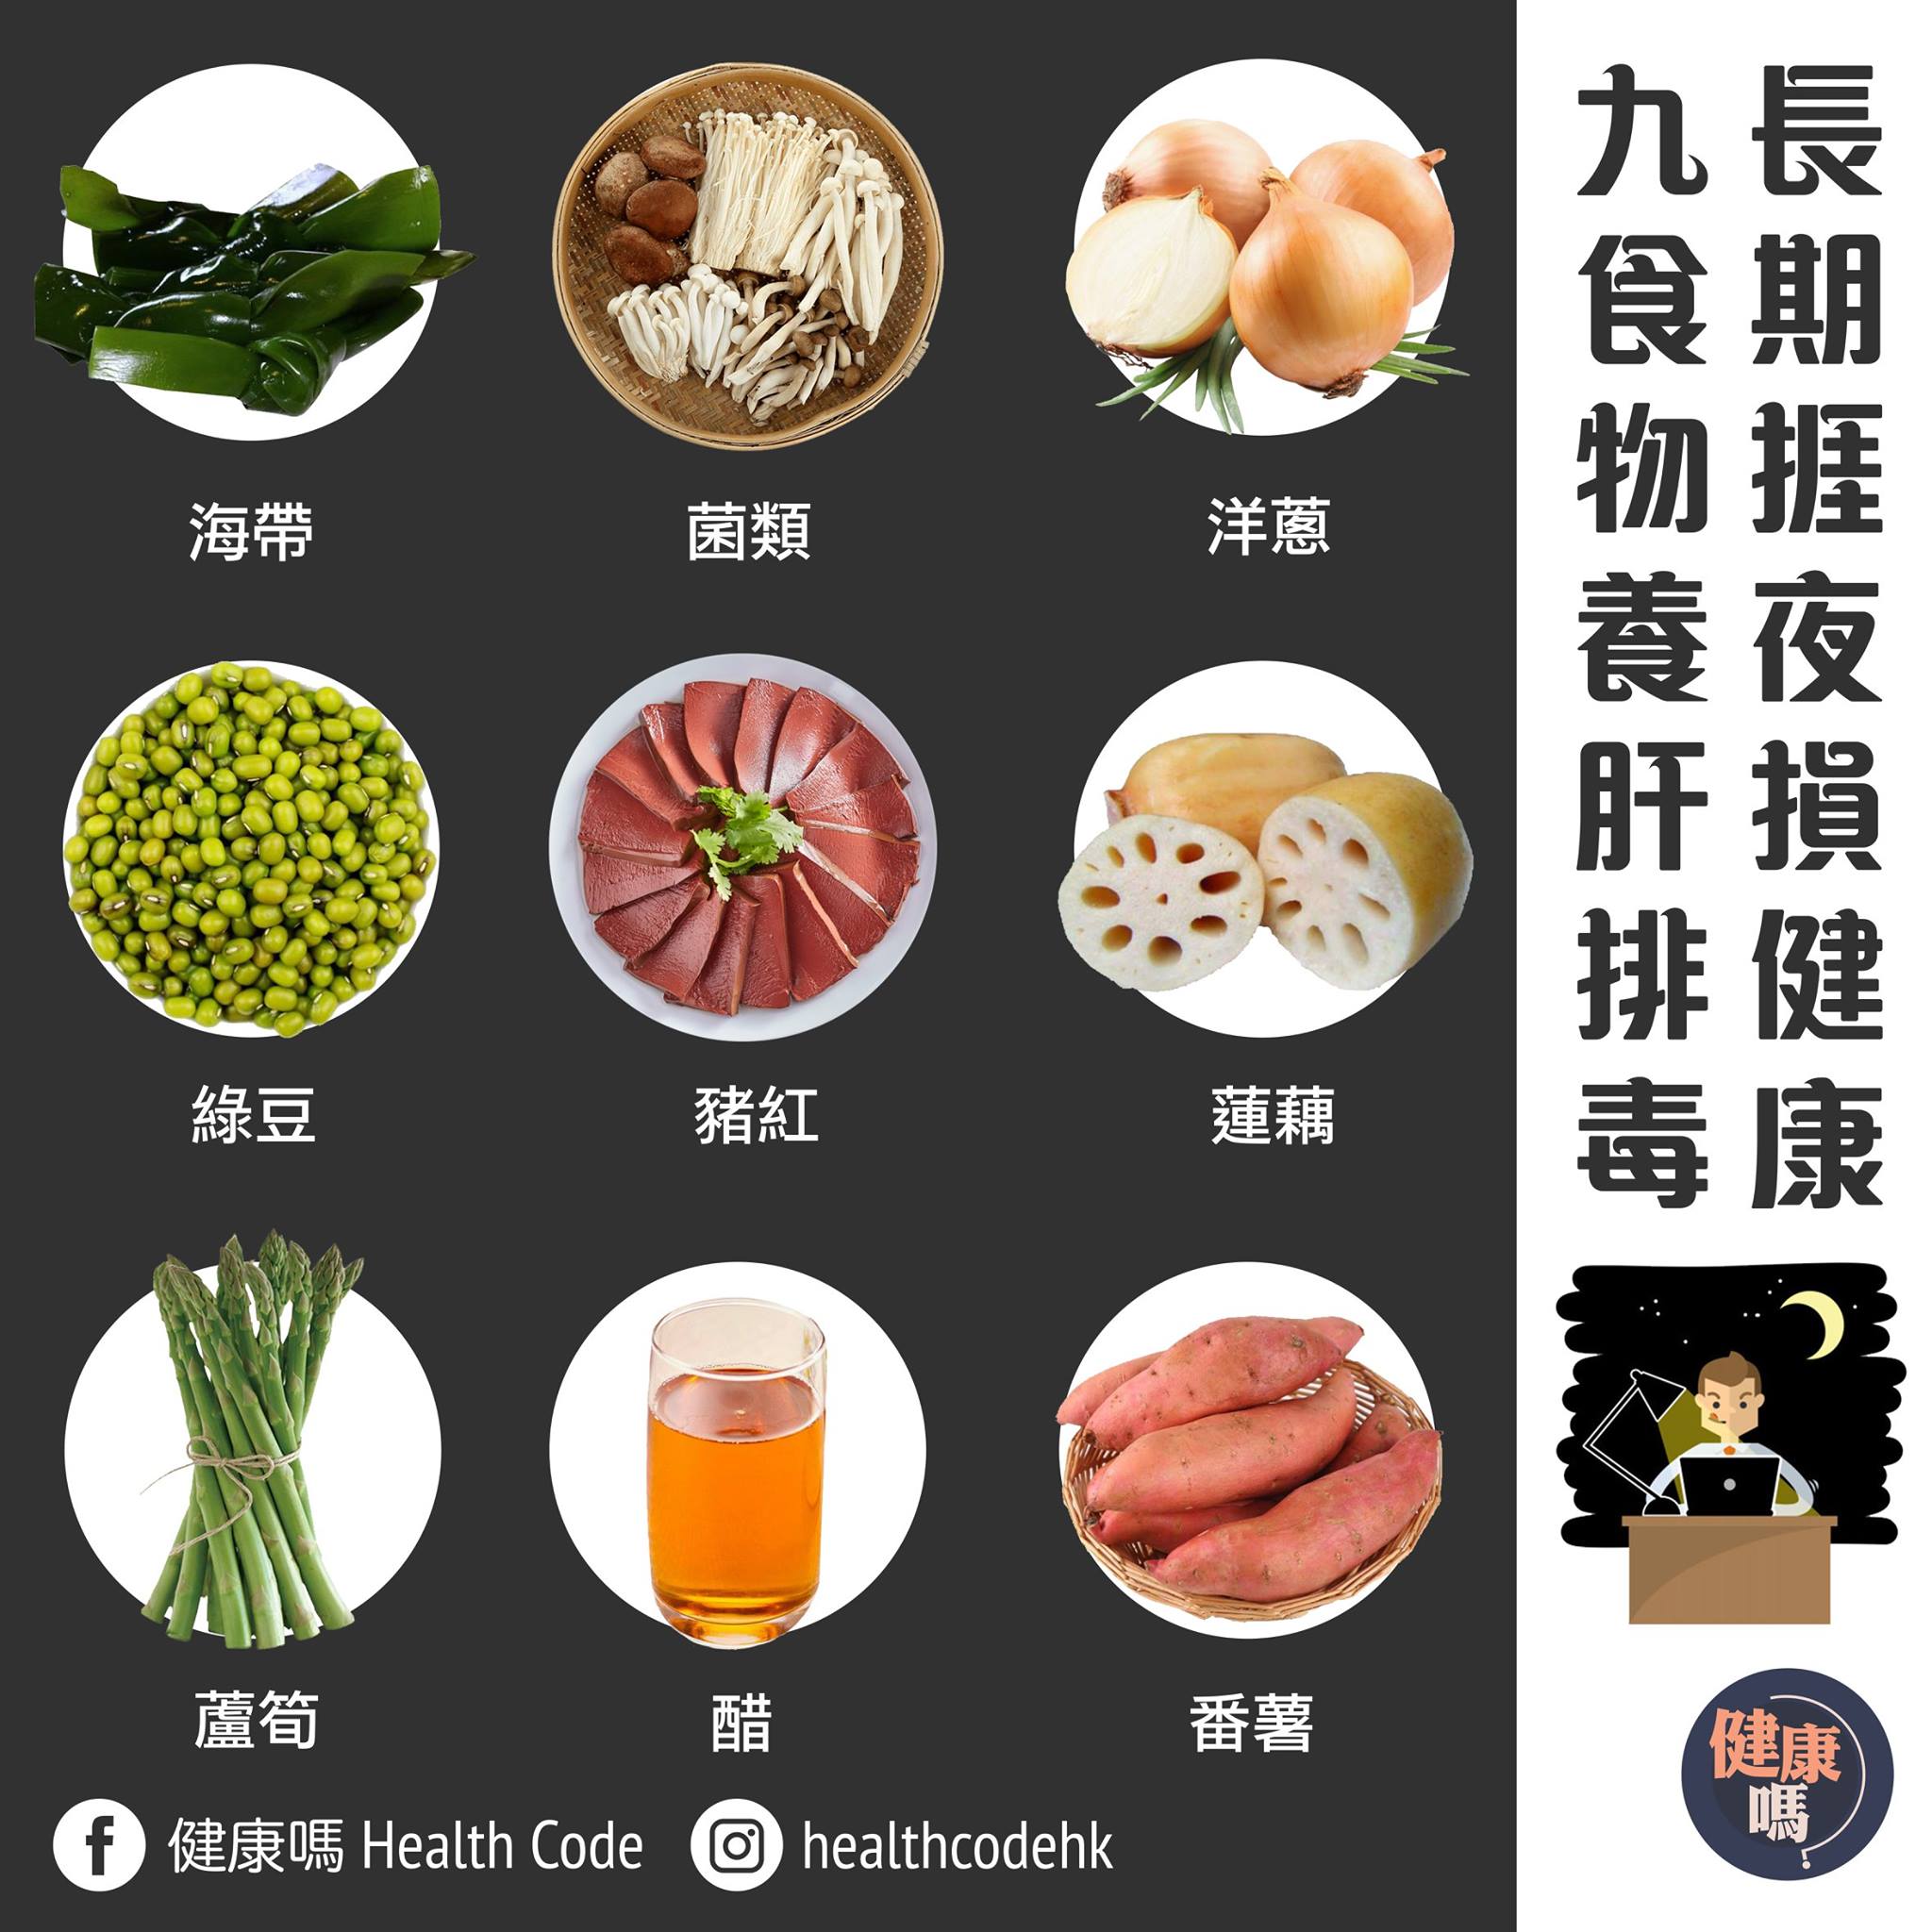 長期捱夜損健康
九食物養肝排毒
海帶
菌類
洋蔥
綠豆
豬紅
蓮藕
蘆筍
醋
番薯
健康嗎 Health Code
healthcodehk
健康
嗎?